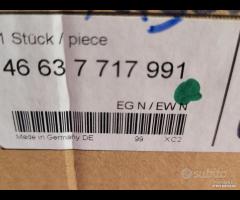 1 Stück / piece
46 63 7 717 991
EG N / EW N
Made in Germany DE 99 XC2
subito